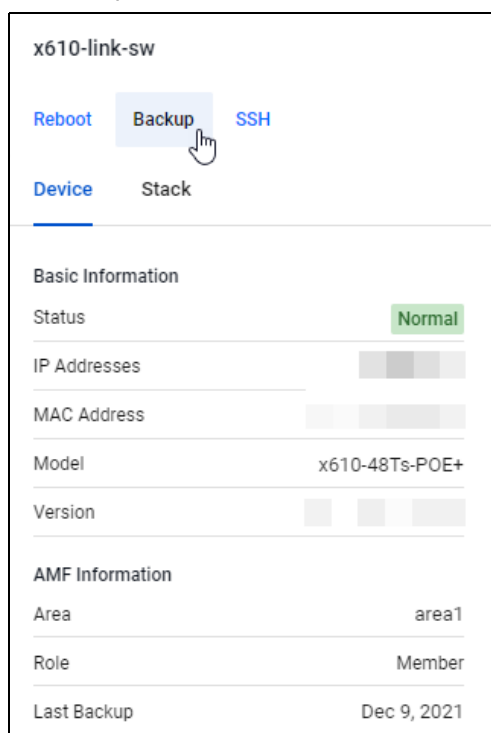 x610-link-sw
Reboot Backup SSH
Device Stack
Basic Information
Status Normal
IP Addresses
MAC Address
Model x610-48Ts-POE+
Version
AMF Information
Area area1
Role Member
Last Backup Dec 9, 2021